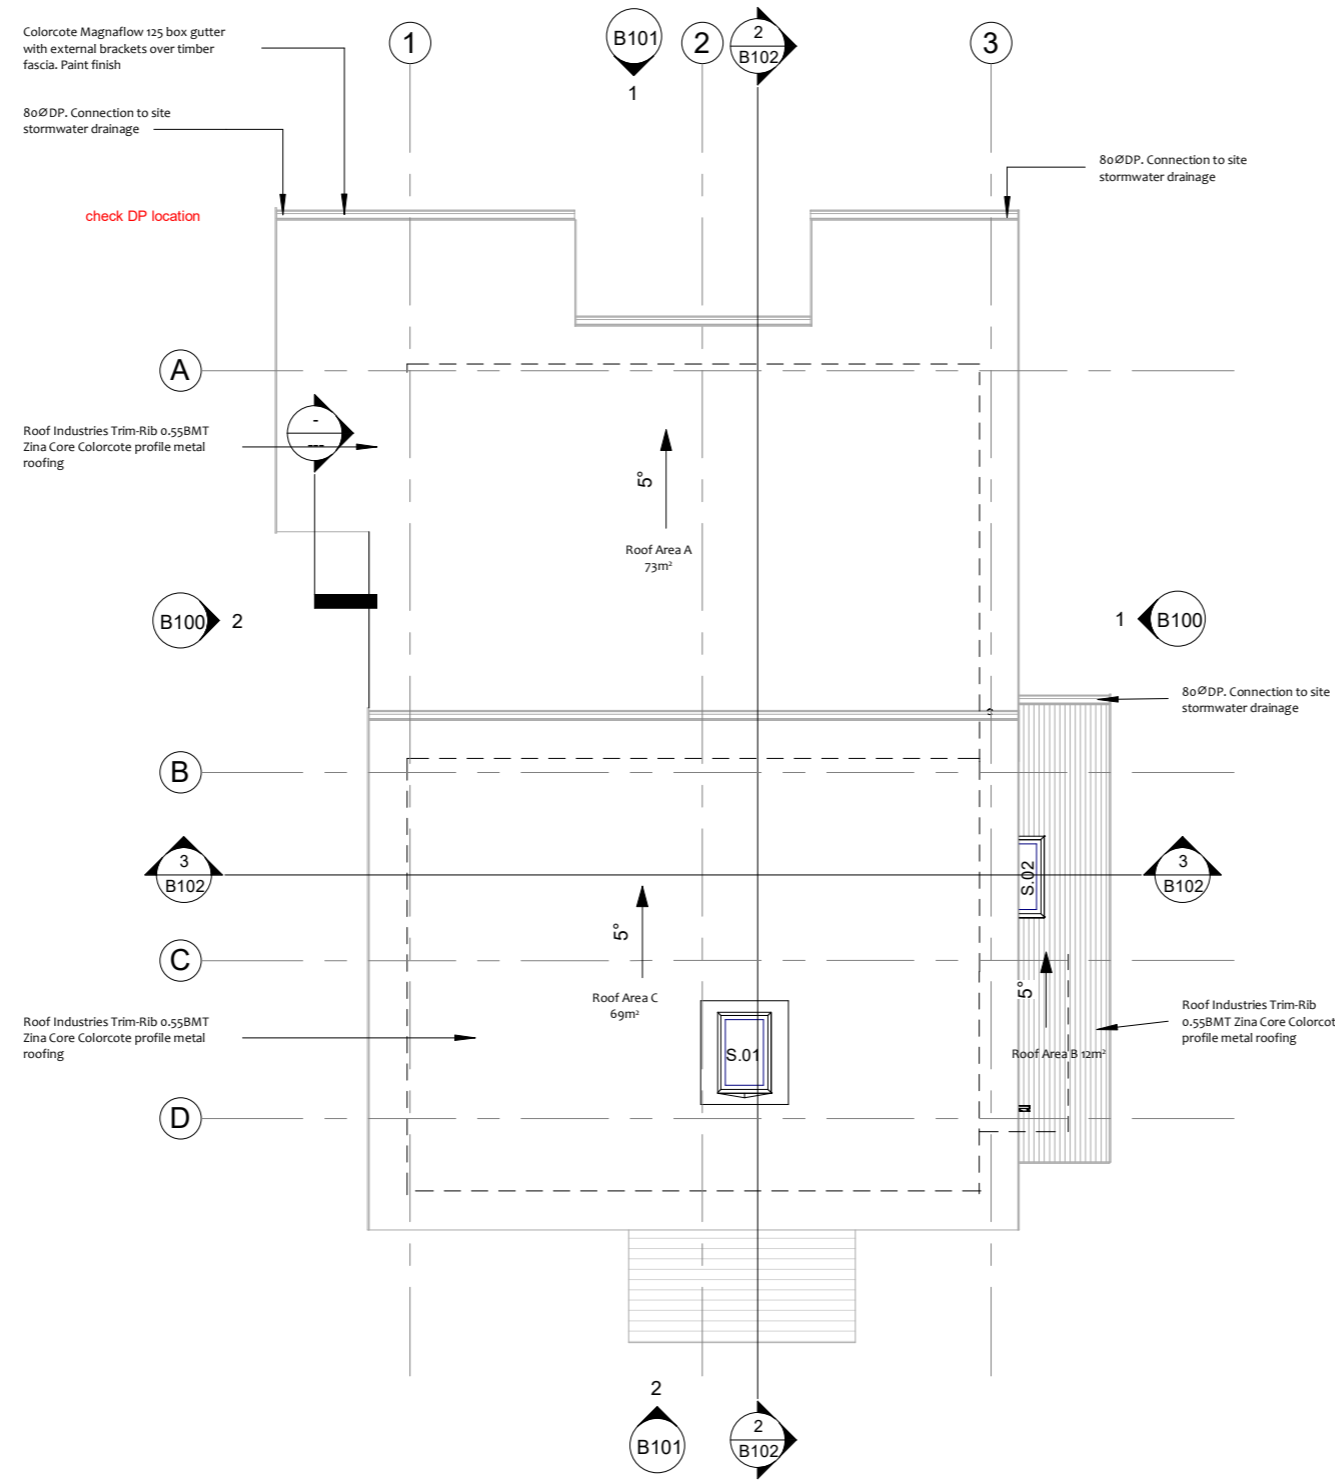 Colorcote Magnaflow 125 box gutter
with external brackets over timber
fascia. Paint finish
1
B101
1
2
2
B102
3
80ØDP. Connection to site
stormwater drainage
80ØDP. Connection to site
stormwater drainage
check DP location
A
Roof Industries Trim-Rib 0.55BMT
Zina Core Colorcote profile metal
roofing
-
---
5°
Roof Area A
73m²
B100
2
1
B100
80ØDP. Connection to site
stormwater drainage
B
3
B102
S.02
3
B102
5°
C
Roof Area C
69m²
5°
Roof Industries Trim-Rib
0.55BMT Zina Core Colorcot
profile metal roofing
Roof Industries Trim-Rib 0.55BMT
Zina Core Colorcote profile metal
roofing
S.01
Roof Area B 12m²
D
2
B101
2
B102